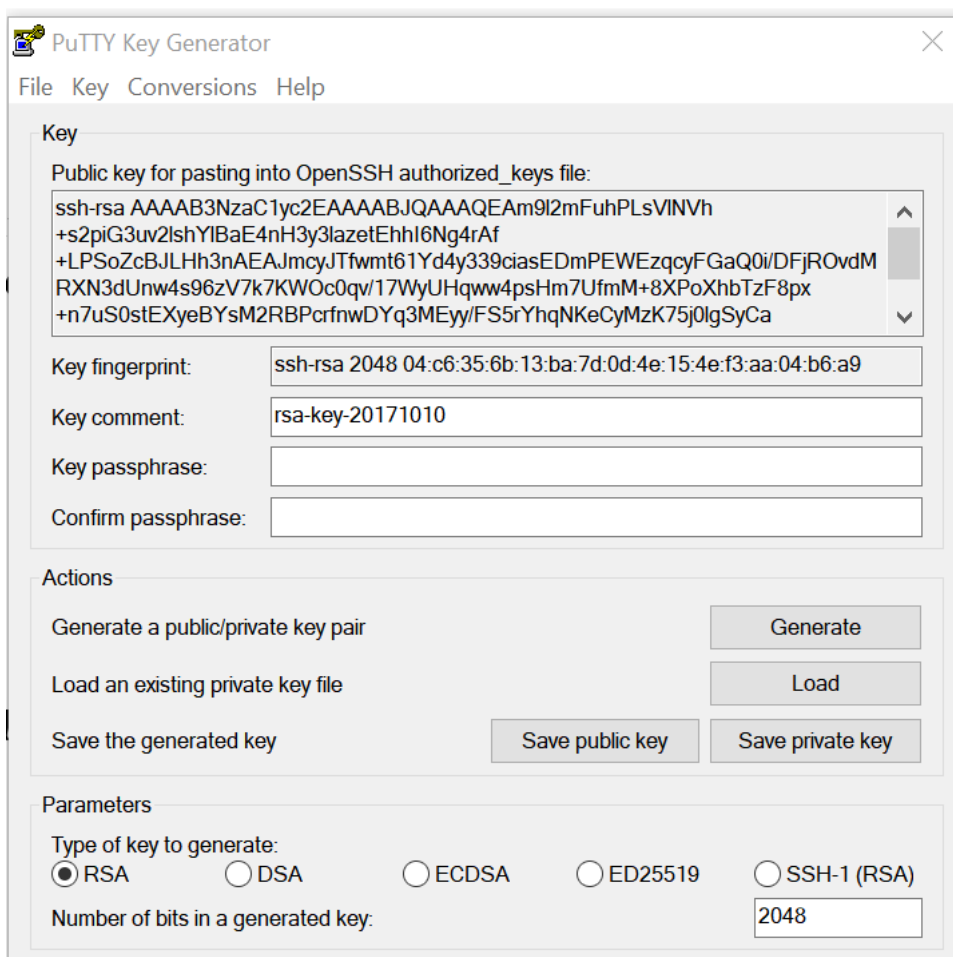 PuTTY Key Generator
File Key Conversions Help
Key
Public key for pasting into OpenSSH authorized_keys file:
ssh-rsa AAAAB3NzaC1yc2EAAAABJQAAAQEAm9l2mFuhPLsVlNVh
+s2piG3uv2lshYlBaE4nH3y3lazetEhhI6Ng4rAf
+LPSoZcBJLHh3nAEAJmcyJTfwmt61Yd4y339ciasEDmPEWEzqcyFGaQ0i/DFjROvdM
RXN3dUnw4s96zV7k7KWOc0qv/17WyUHqww4psHm7UfmM+8XPoXhbTzF8px
+n7uS0stEXyeBYsM2RBPcrfnwDYq3MEyy/FS5rYhqNKeCyMzK75j0lgSyCa
Key fingerprint: ssh-rsa 2048 04:c6:35:6b:13:ba:7d:0d:4e:15:4e:f3:aa:04:b6:a9
Key comment: rsa-key-20171010
Key passphrase:
Confirm passphrase:
Actions
Generate a public/private key pair Generate
Load an existing private key file Load
Save the generated key Save public key Save private key
Parameters
Type of key to generate:
RSA DSA ECDSA ED25519 SSH-1 (RSA)
Number of bits in a generated key: 2048